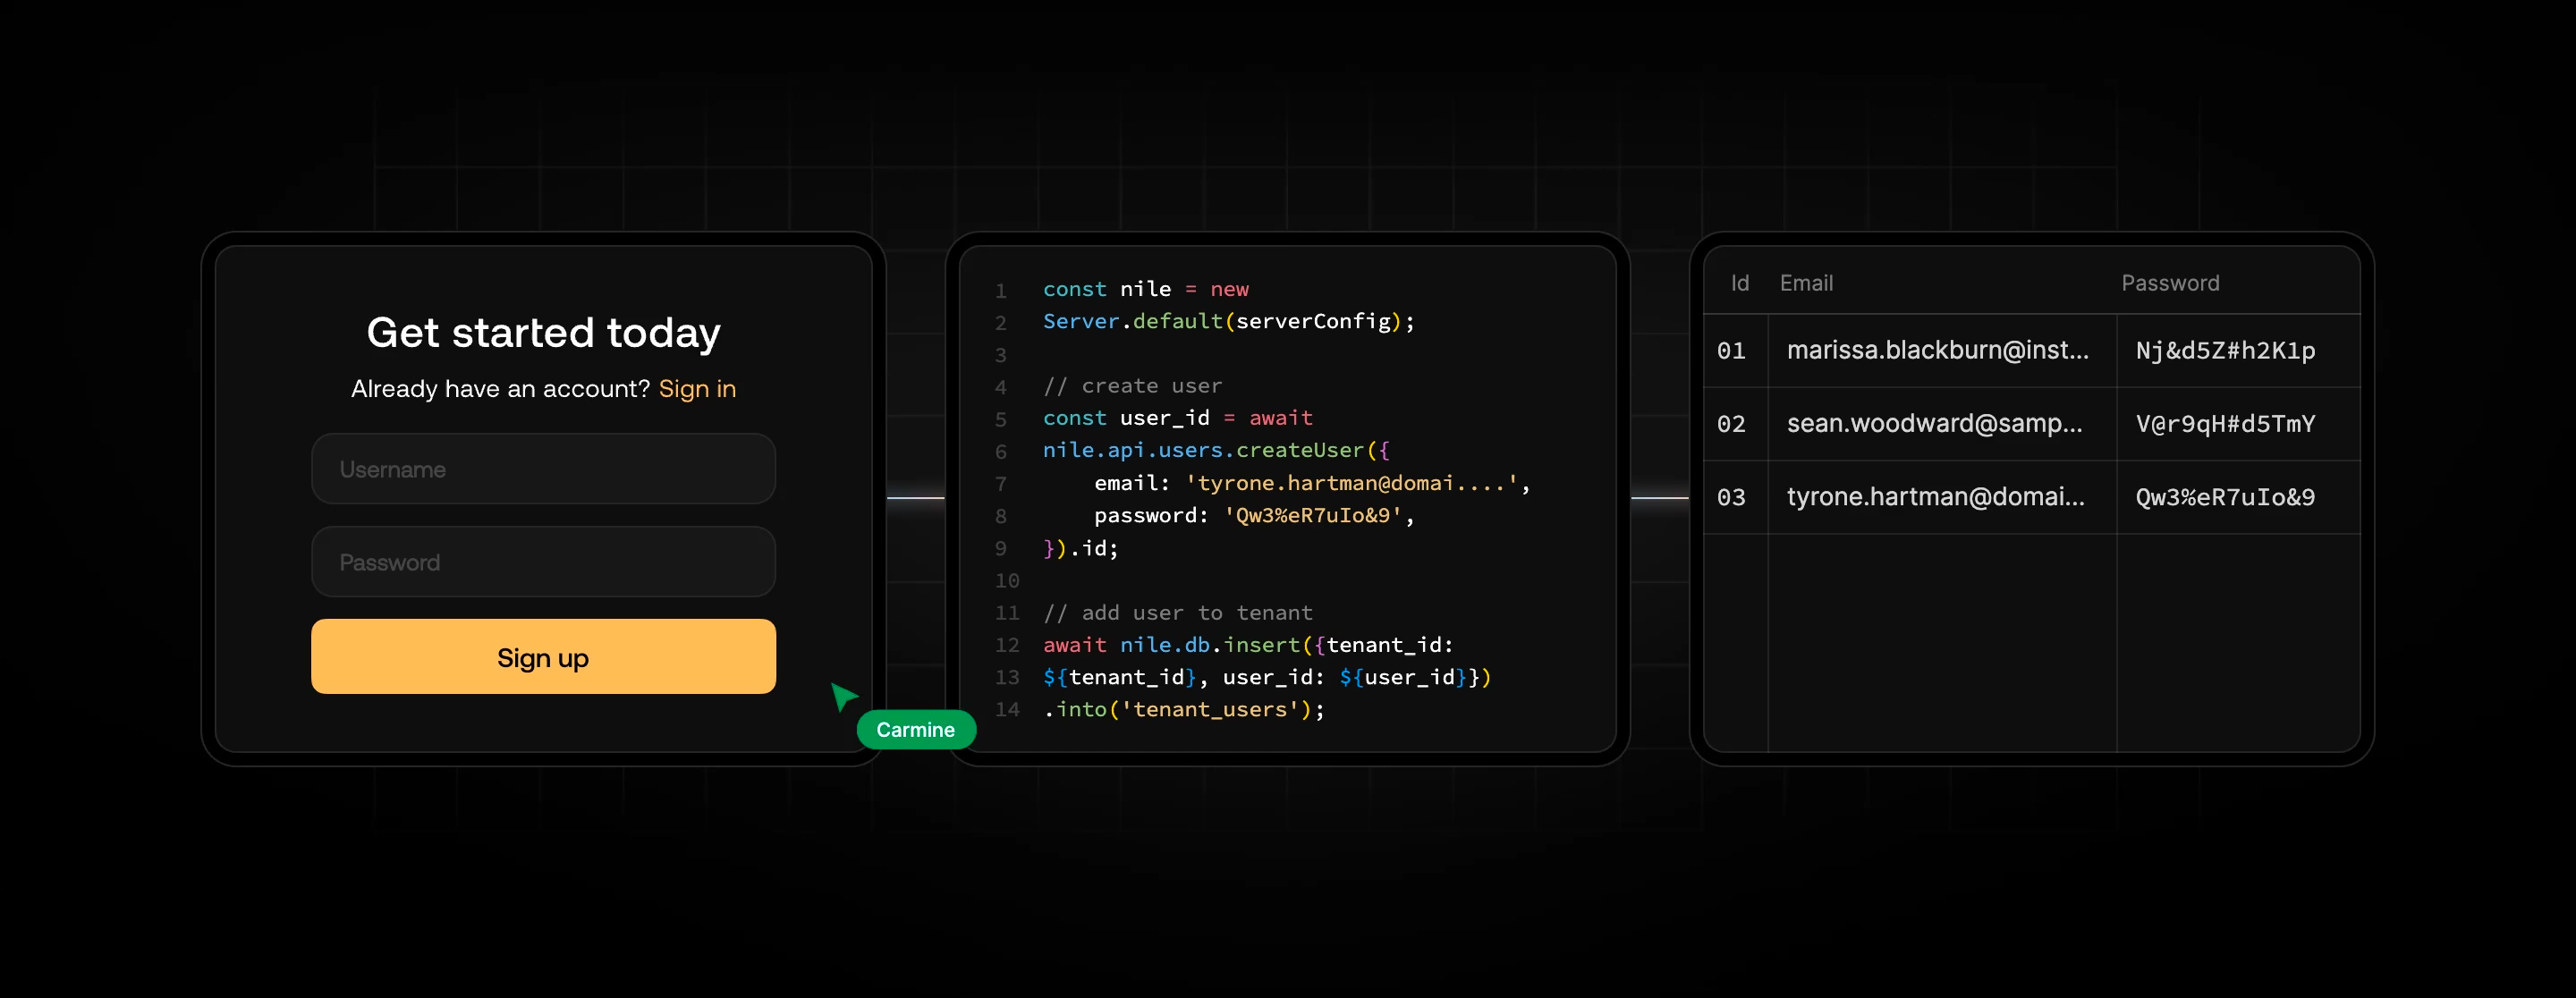 Get started today
Already have an account? Sign in
Username
Password
Sign up
Carmine
1 const nile = new
2 Server.default(serverConfig);
3
4 // create user
5 const user_id = await
6 nile.api.users.createUser({
7     email: 'tyrone.hartman@domai....',
8     password: 'Qw3%eR7uIo&9',
9 }).id;
10
11 // add user to tenant
12 await nile.db.insert({tenant_id:
13 ${tenant_id}, user_id: ${user_id}})
14 .into('tenant_users');
Id Email Password
01 marissa.blackburn@inst... Nj&d5Z#h2K1p
02 sean.woodward@samp... V@r9qH#d5TmY
03 tyrone.hartman@domai... Qw3%eR7uIo&9